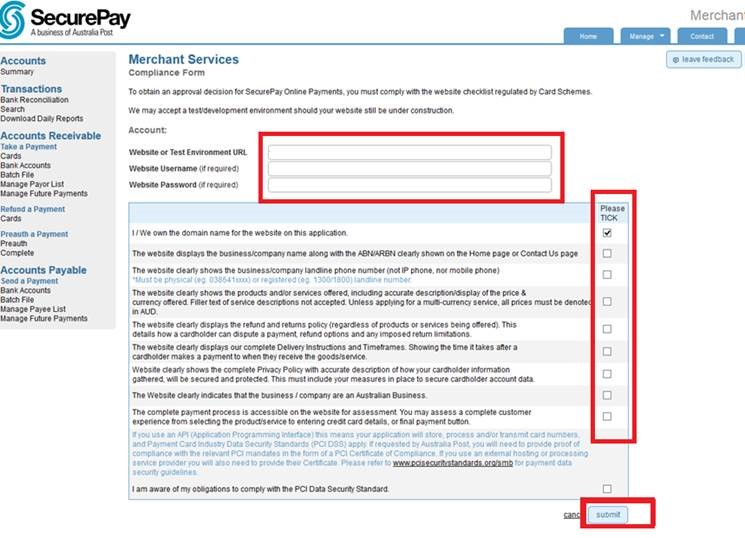 SecurePay
A business of Australia Post
Merchant
Home
Manage
Contact
leave feedback
Accounts
Summary
Transactions
Bank Reconciliation
Search
Download Daily Reports
Accounts Receivable
Take a Payment
Cards
Bank Accounts
Batch File
Manage Payor List
Manage Future Payments
Refund a Payment
Cards
Preauth a Payment
Preauth
Complete
Accounts Payable
Send a Payment
Bank Accounts
Batch File
Manage Payee List
Manage Future Payments
Merchant Services
Compliance Form
To obtain an approval decision for SecurePay Online Payments, you must comply with the website checklist regulated by Card Schemes.
We may accept a test/development environment should your website still be under construction.
Account:
Website or Test Environment URL
Website Username (if required)
Website Password (if required)
Please
TICK
I / We own the domain name for the website on this application.
The website displays the business/company name along with the ABN/ARBN clearly shown on the Home page or Contact Us page
The website clearly shows the business/company landline phone number (not IP phone, nor mobile phone)
*Must be physical (eg. 038641xxxx) or registered (eg. 1300/1800) landline number.
The website clearly shows the products and/or services offered, including accurate description/display of the price &
currency offered. Filler text of service descriptions not accepted. Unless applying for a multi-currency service, all prices must be denoted
in AUD.
The website clearly displays the refund and returns policy (regardless of products or services being offered). This
details how a cardholder can dispute a payment, refund options and any imposed return limitations.
The website clearly displays our complete Delivery Instructions and Timeframes. Showing the time it takes after a
cardholder makes a payment to when they receive the goods/service.
Website clearly shows the complete Privacy Policy with accurate description of how your cardholder information
gathered, will be secured and protected. This must include your measures in place to secure cardholder account data.
The Website clearly indicates that the business / company are an Australian Business.
The complete payment process is accessible on the website for assessment. You may assess a complete customer
experience from selecting the product/service to entering credit card details, or final payment button.
If you use an API (Application Programming Interface) this means your application will store, process and/or transmit card numbers,
and Payment Card Industry Data Security Standards (PCI DSS) apply. If requested by Australia Post, you will need to provide proof of
compliance with the relevant PCI mandates in the form of a PCI Certificate of Compliance. If you use an external hosting or processing
service provider you will also need to provide their Certificate. Please refer to www.pcisecuritystandards.org/smb for payment data
security guidelines.
I am aware of my obligations to comply with the PCI Data Security Standard.
canc
submit